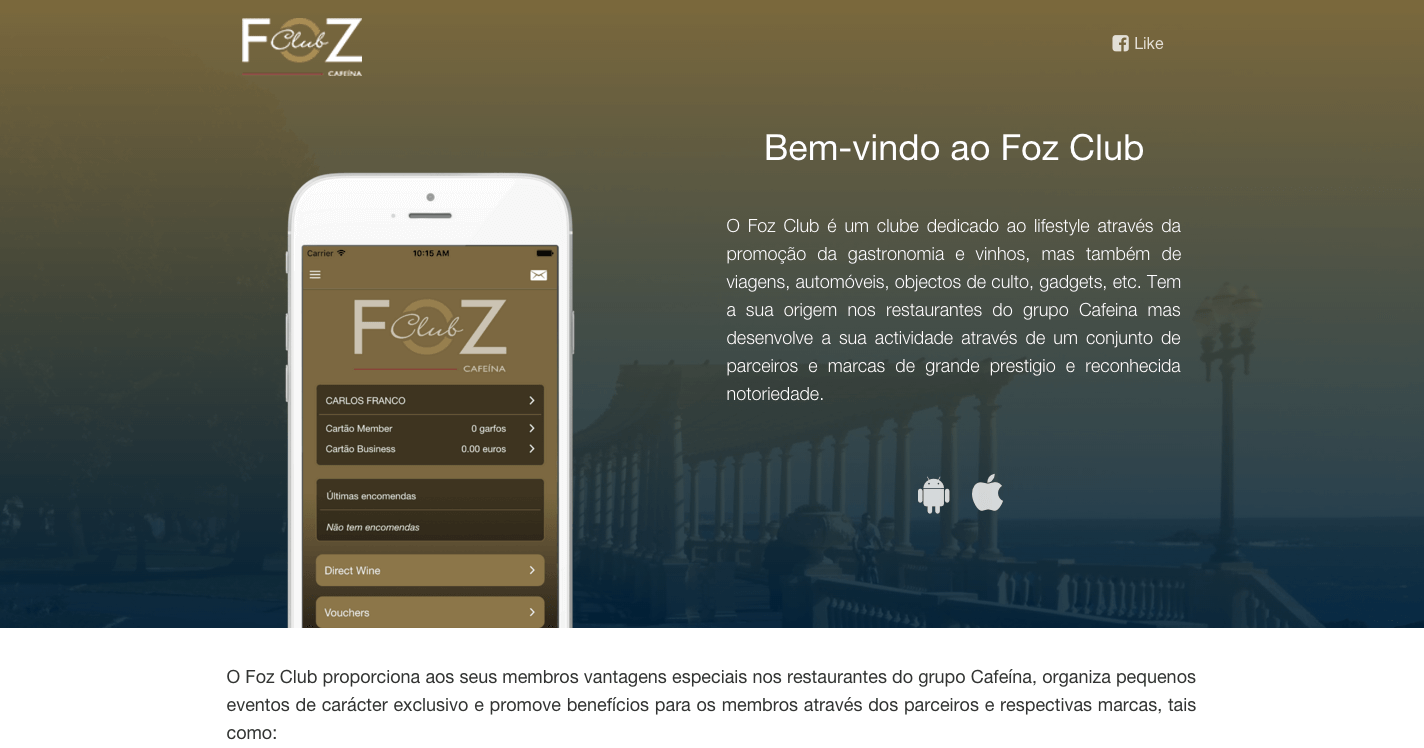 FOZ
Club
CAFEÍNA
Like
Bem-vindo ao Foz Club
O Foz Club é um clube dedicado ao lifestyle através da
promoção da gastronomia e vinhos, mas também de
viagens, automóveis, objectos de culto, gadgets, etc. Tem
a sua origem nos restaurantes do grupo Cafeina mas
desenvolve a sua actividade através de um conjunto de
parceiros e marcas de grande prestigio e reconhecida
notoriedade.
Carrier 10:15 AM
FOZ
Club
CAFEÍNA
CARLOS FRANCO
Cartão Member 0 garfos
Cartão Business 0.00 euros
Últimas encomendas
Não tem encomendas
Direct Wine
Vouchers
O Foz Club proporciona aos seus membros vantagens especiais nos restaurantes do grupo Cafeína, organiza pequenos
eventos de carácter exclusivo e promove benefícios para os membros através dos parceiros e respectivas marcas, tais
como: